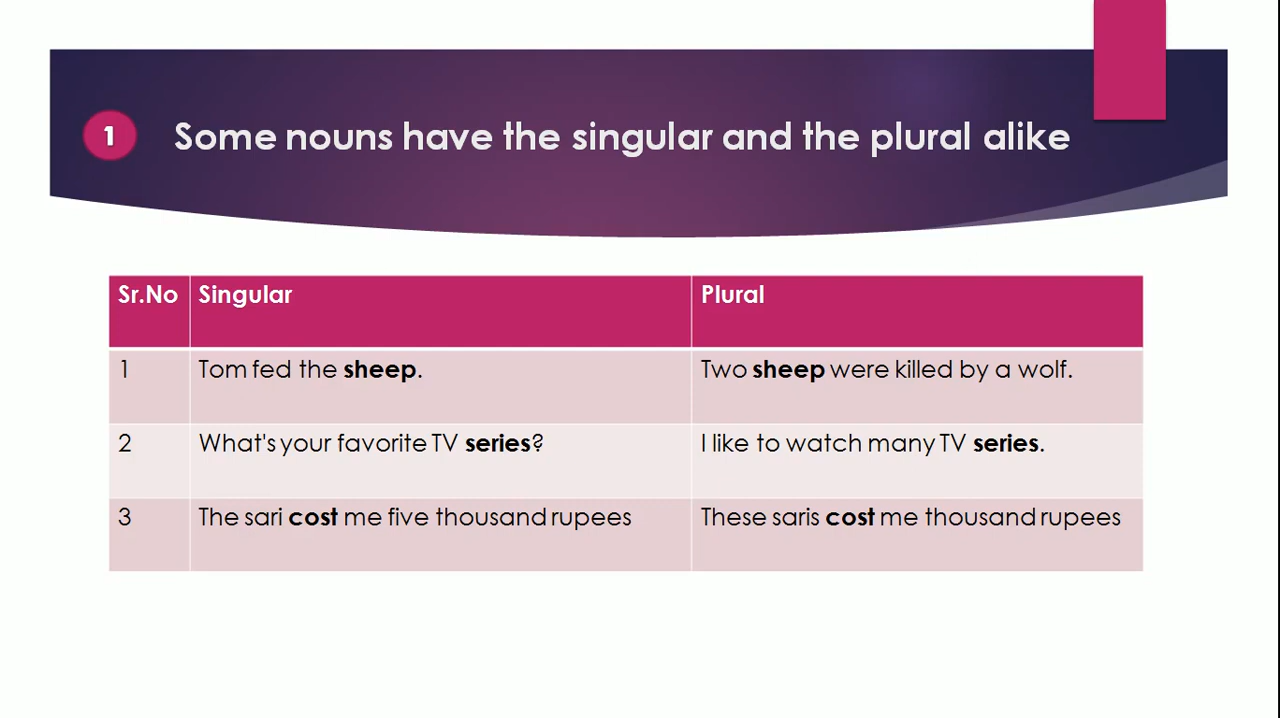 1 Some nouns have the singular and the plural alike
Sr.No Singular Plural
1 Tom fed the sheep. Two sheep were killed by a wolf.
2 What's your favorite TV series? I like to watch many TV series.
3 The sari cost me five thousand rupees These saris cost me thousand rupees